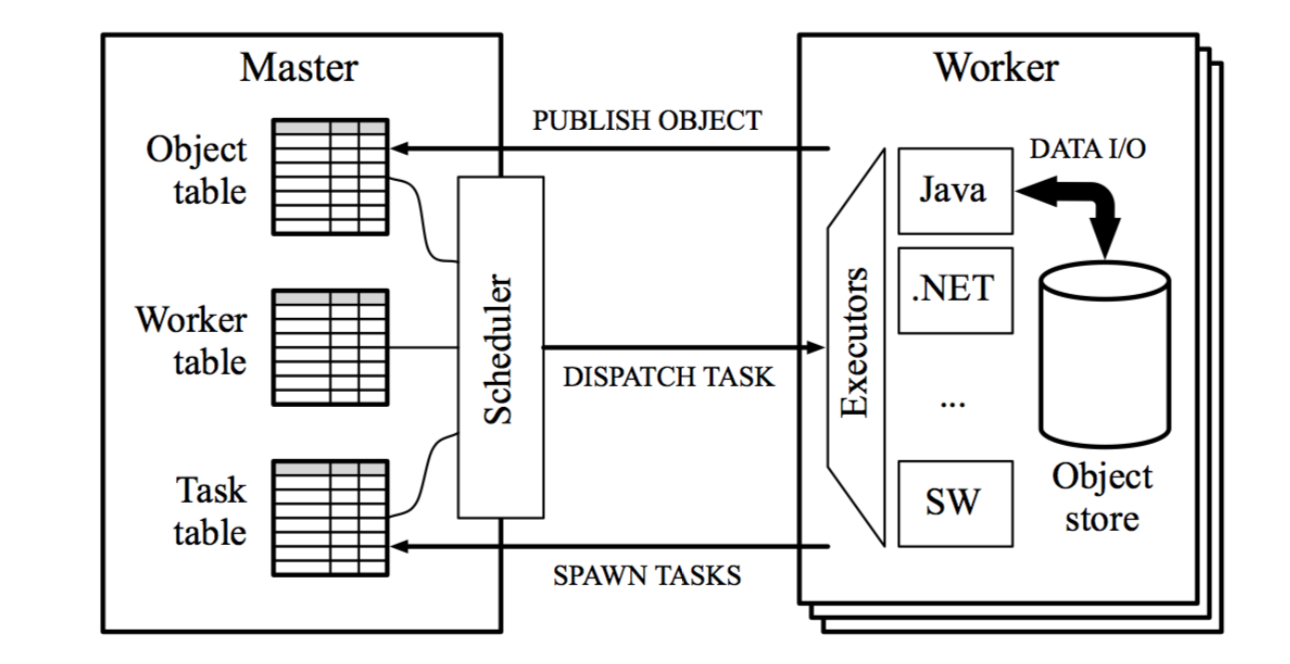 Master
Object
table
Worker
table
Task
table
Scheduler
PUBLISH OBJECT
DISPATCH TASK
SPAWN TASKS
Worker
Executors
Java
.NET
...
SW
DATA I/O
Object
store